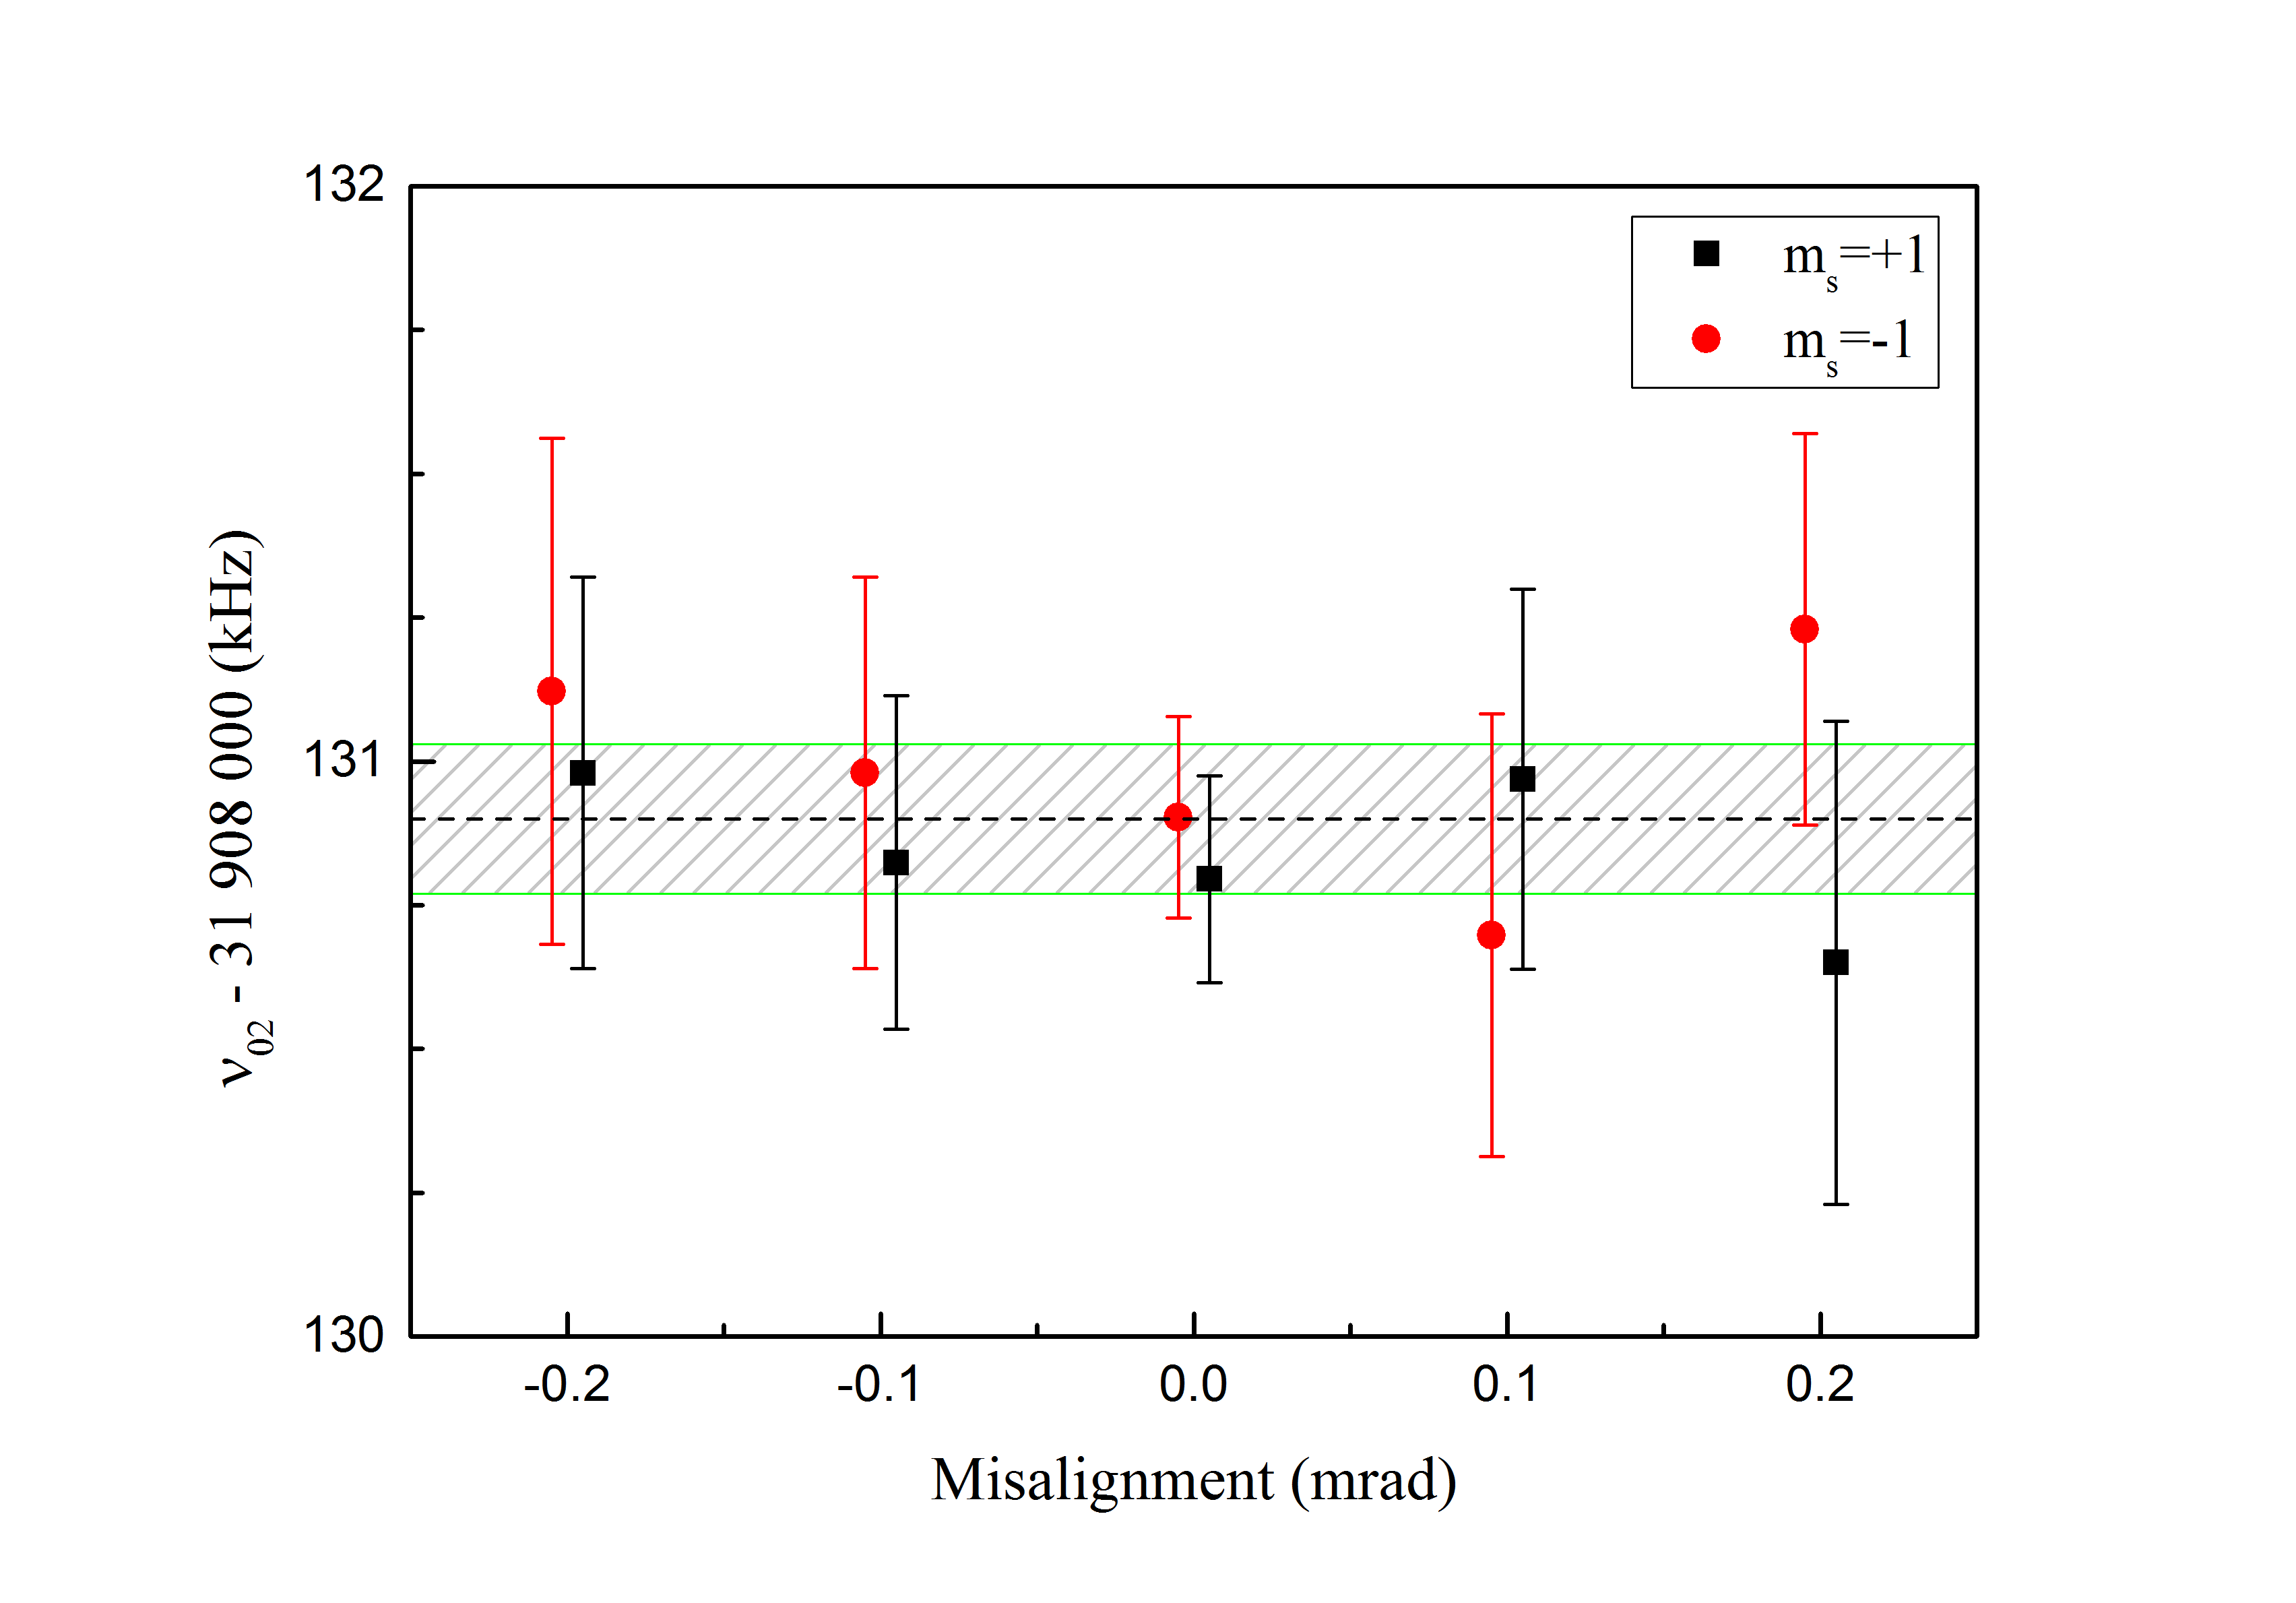 132
131
130
ν02 - 31 908 000 (kHz)
ms=+1
ms=-1
-0.2 -0.1 0.0 0.1 0.2
Misalignment (mrad)